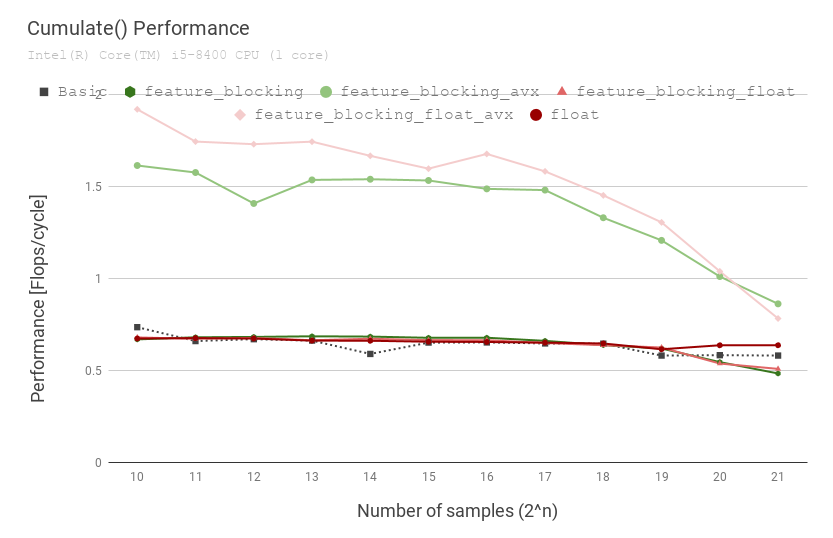 Cumulate() Performance
Intel(R) Core(TM) i5-8400 CPU (1 core)
Basic feature_blocking feature_blocking_avx feature_blocking_float
feature_blocking_float_avx float
Performance [Flops/cycle]
2
1.5
1
0.5
0
10 11 12 13 14 15 16 17 18 19 20 21
Number of samples (2^n)